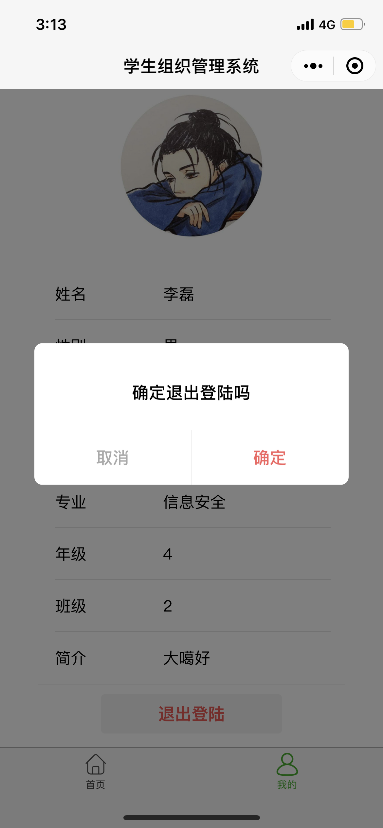 3:13
4G
学生组织管理系统
姓名 李磊
确定退出登陆吗
取消 确定
专业 信息安全
年级 4
班级 2
简介 大噶好
退出登陆
首页 我的